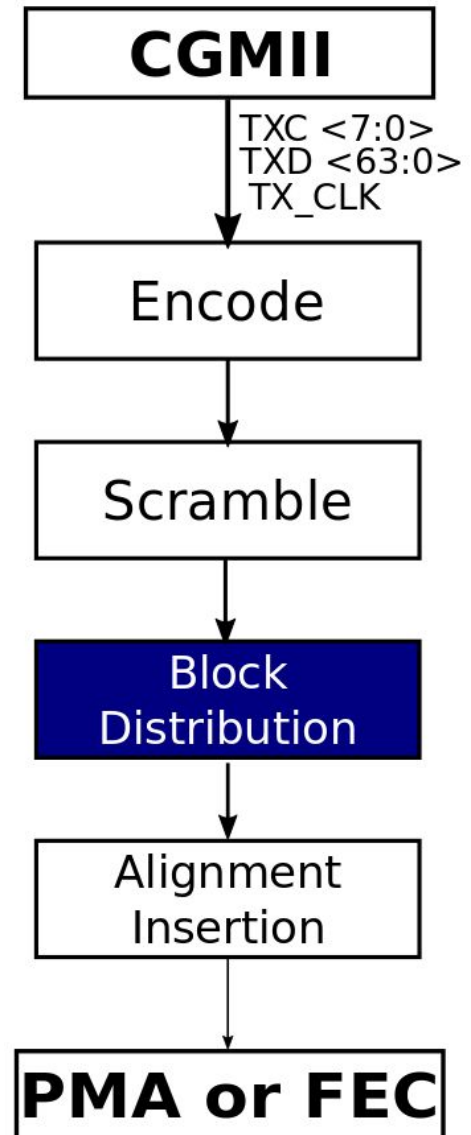 CGMII
TXC <7:0>
TXD <63:0>
TX_CLK
Encode
Scramble
Block
Distribution
Alignment
Insertion
PMA or FEC